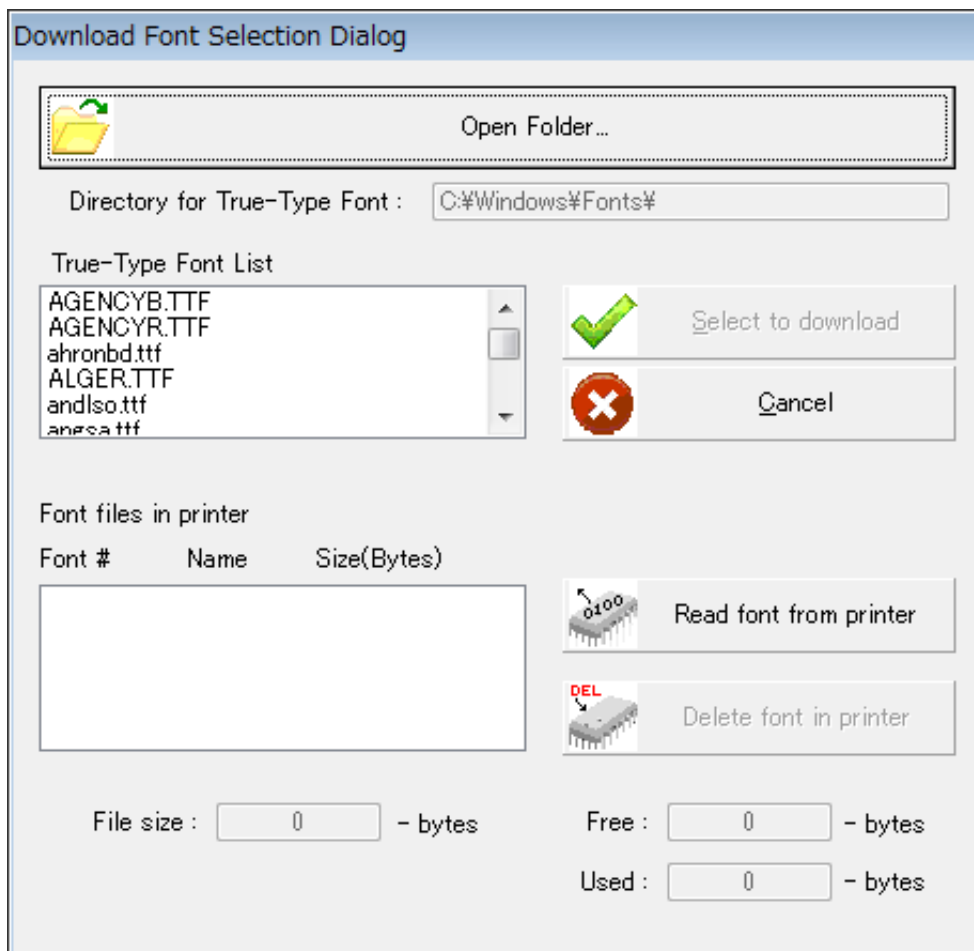 Download Font Selection Dialog
Open Folder...
Directory for True-Type Font : C:¥Windows¥Fonts¥
True-Type Font List
AGENCYB.TTF
AGENCYR.TTF
ahronbd.ttf
ALGER.TTF
andlso.ttf
angsa.ttf
Select to download
Cancel
Font files in printer
Font # Name Size(Bytes)
0100
Read font from printer
DEL
Delete font in printer
File size : 0 - bytes
Free : 0 - bytes
Used : 0 - bytes